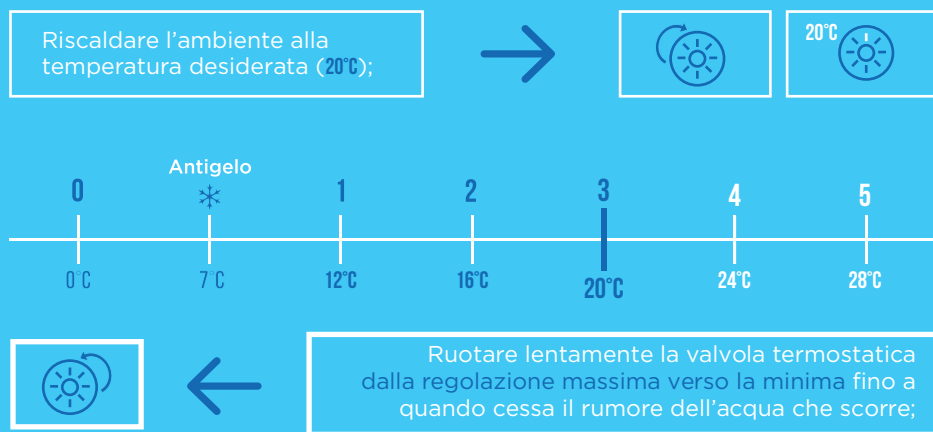 Riscaldare l’ambiente alla
temperatura desiderata (20°C);
20°C
Antigelo
0 1 2 3 4 5
0°C 7°C 12°C 16°C 20°C 24°C 28°C
Ruotare lentamente la valvola termostatica
dalla regolazione massima verso la minima fino a
quando cessa il rumore dell’acqua che scorre;